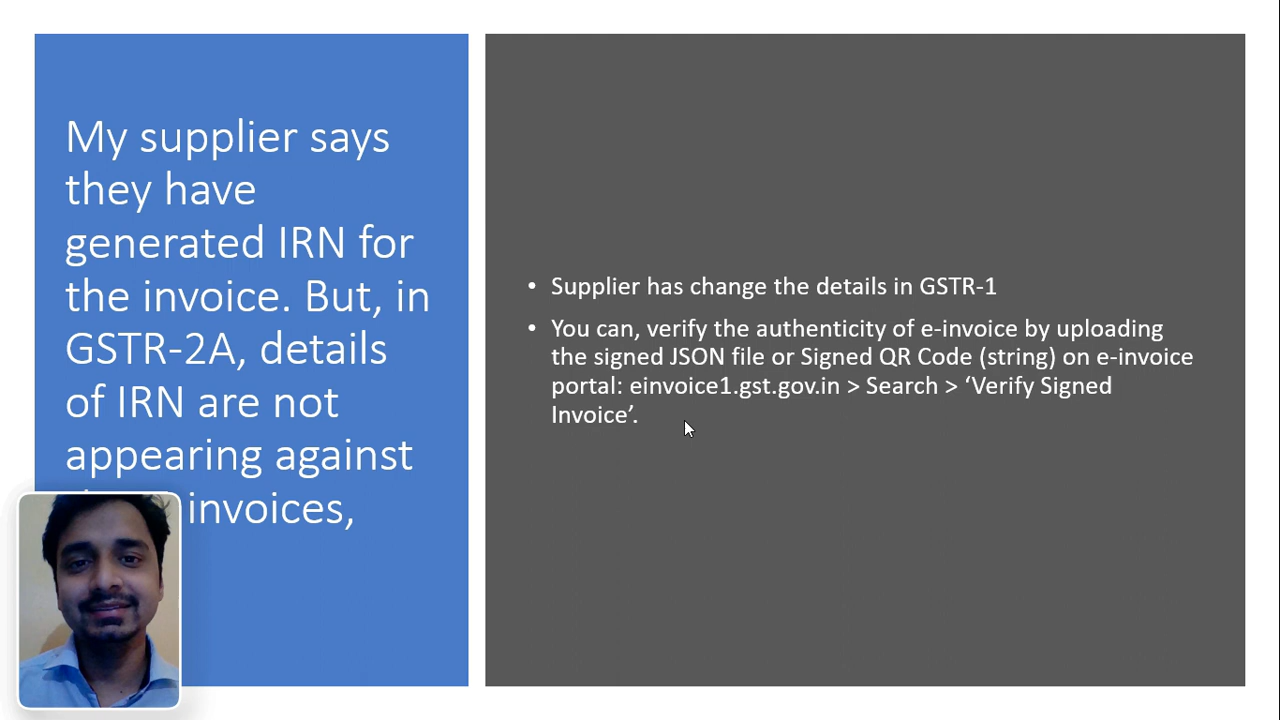 My supplier says
they have
generated IRN for
the invoice. But, in
GSTR-2A, details
of IRN are not
appearing against
invoices,
• Supplier has change the details in GSTR-1
• You can, verify the authenticity of e-invoice by uploading
the signed JSON file or Signed QR Code (string) on e-invoice
portal: einvoice1.gst.gov.in > Search > ‘Verify Signed
Invoice’.